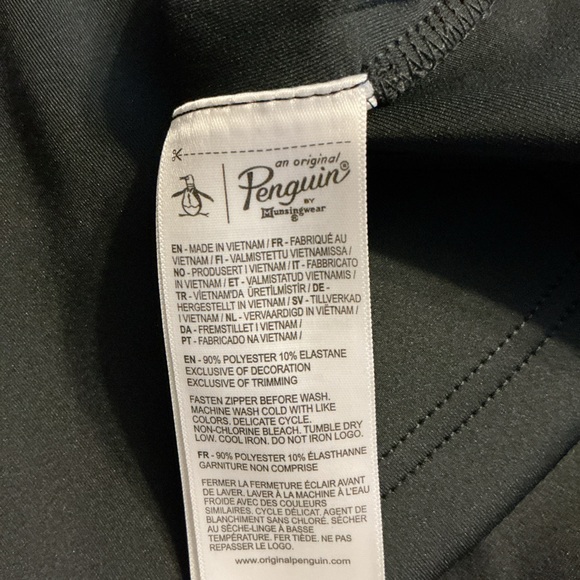 an original
Penguin®
BY
Munsingwear
EN - MADE IN VIETNAM / FR - FABRIQUÉ AU
VIETNAM / FI - VALMISTETTU VIETNAMISSA /
NO - PRODUSERT I VIETNAM / IT - FABBRICATO
IN VIETNAM / ET - VALMISTATUD VIETNAMIS /
TR - VİETNAM'DA ÜRETİLMİŞTİR / DE -
HERGESTELLT IN VIETNAM / SV - TILLVERKAD
I VIETNAM / NL - VERVAARDIGD IN VIËTNAM /
DA - FREMSTILLET I VIETNAM /
PT - FABRICADO NA VIETNAM /
EN - 90% POLYESTER 10% ELASTANE
EXCLUSIVE OF DECORATION
EXCLUSIVE OF TRIMMING
FASTEN ZIPPER BEFORE WASH.
MACHINE WASH COLD WITH LIKE
COLORS. DELICATE CYCLE.
NON-CHLORINE BLEACH. TUMBLE DRY
LOW. COOL IRON. DO NOT IRON LOGO.
FR - 90% POLYESTER 10% ÉLASTHANNE
GARNITURE NON COMPRISE
FERMER LA FERMETURE ÉCLAIR AVANT
DE LAVER. LAVER À LA MACHINE À L'EAU
FROIDE AVEC DES COULEURS
SIMILAIRES. CYCLE DÉLICAT. AGENT DE
BLANCHIMENT SANS CHLORE. SÉCHER
AU SÈCHE-LINGE À BASSE
TEMPÉRATURE. FER TIÈDE. NE PAS
REPASSER LE LOGO.
www.originalpenguin.com